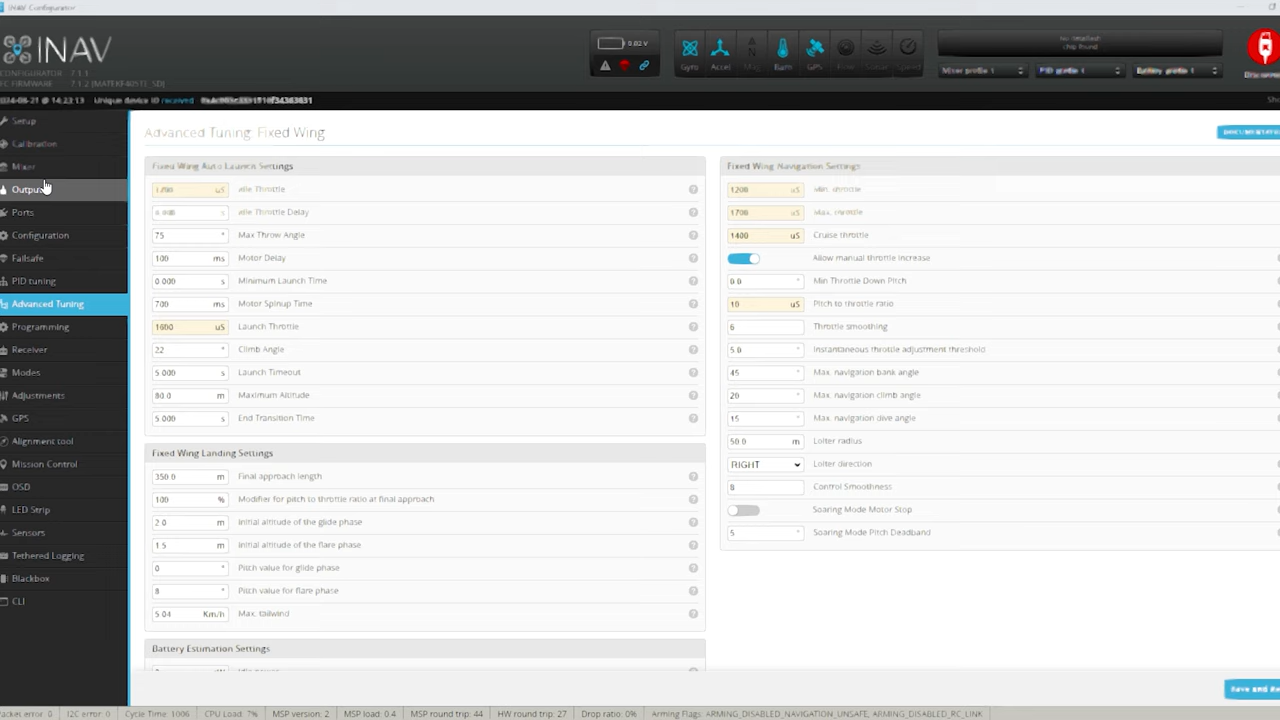 INAV Configurator
INAV
CONFIGURATOR 7.1.1
FC FIRMWARE 7.1.2 (MATEKF405TE_SD)
0.02 V
Gyro Accel Mag Baro GPS
Mixer profile 1 PID profile 1 Battery profile 1
Unique device ID received
Setup
Calibration
Mixer
Outputs
Ports
Configuration
Failsafe
PID tuning
Advanced Tuning
Programming
Receiver
Modes
Adjustments
GPS
Alignment tool
Mission Control
OSD
LED Strip
Sensors
Tethered Logging
Blackbox
CLI
Advanced Tuning: Fixed Wing
Fixed Wing Auto Launch Settings
uS Idle Throttle
s Idle Throttle Delay
75 ° Max Throw Angle
100 ms Motor Delay
0.000 s Minimum Launch Time
700 ms Motor Spinup Time
1600 uS Launch Throttle
22 ° Climb Angle
5.000 s Launch Timeout
80.0 m Maximum Altitude
5.000 s End Transition Time
Fixed Wing Landing Settings
350.0 m Final approach length
100 % Modifier for pitch to throttle ratio at final approach
2.0 m Initial altitude of the glide phase
1.5 m Initial altitude of the flare phase
0 ° Pitch value for glide phase
8 ° Pitch value for flare phase
5.04 Km/h Max. tailwind
Battery Estimation Settings
Fixed Wing Navigation Settings
1200 uS Min. throttle
1700 uS Max. throttle
1400 uS Cruise throttle
Allow manual throttle increase
0.0 ° Min Throttle Down Pitch
10 uS Pitch to throttle ratio
6 Throttle smoothing
5.0 ° Instantaneous throttle adjustment threshold
45 ° Max. navigation bank angle
20 ° Max. navigation climb angle
15 ° Max. navigation dive angle
50.0 m Loiter radius
RIGHT Loiter direction
8 Control Smoothness
Soaring Mode Motor Stop
5 ° Soaring Mode Pitch Deadband
Save and Re
acket error: 0 I2C error: 0 Cycle Time: 1006 CPU Load: 7% MSP version: 2 MSP load: 0.4 MSP round trip: 44 HW round trip: 27 Drop ratio: 0% Arming Flags: ARMING_DISABLED_NAVIGATION_UNSAFE, ARMING_DISABLED_RC_LINK